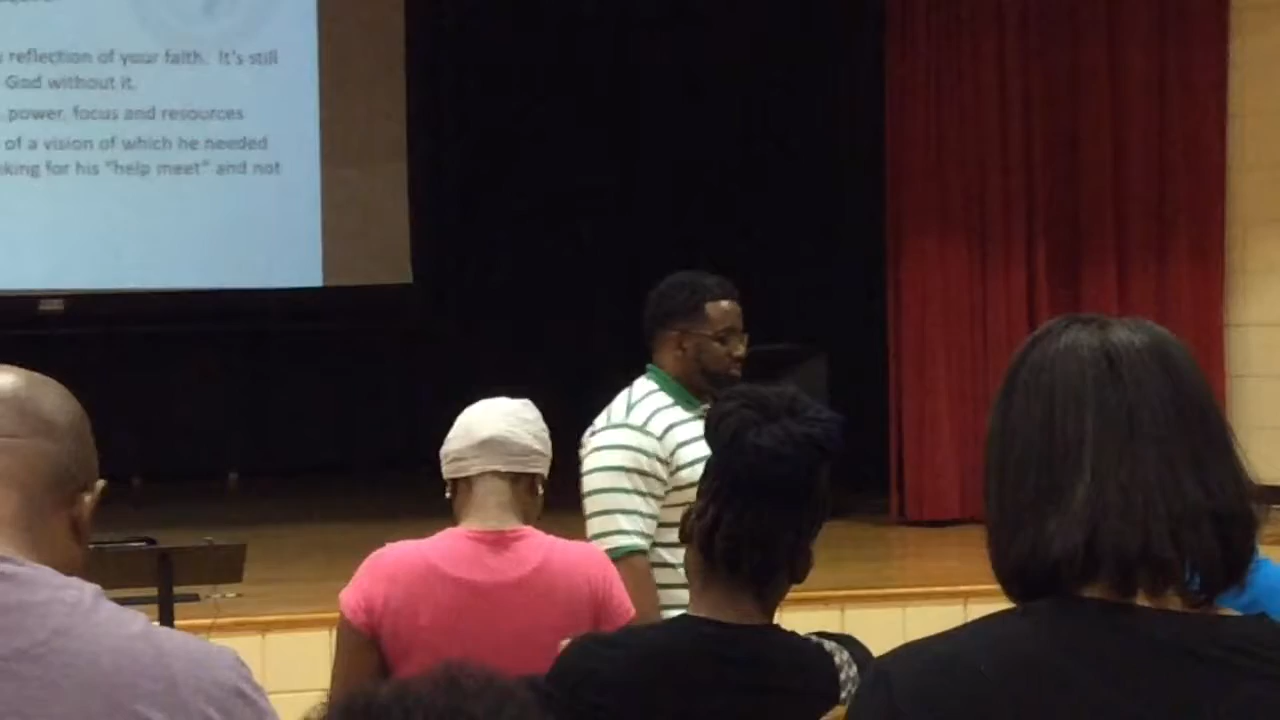 reflection of your faith. It's still
God without it.
power, focus and resources
of a vision of which he needed
king for his "help meet" and not